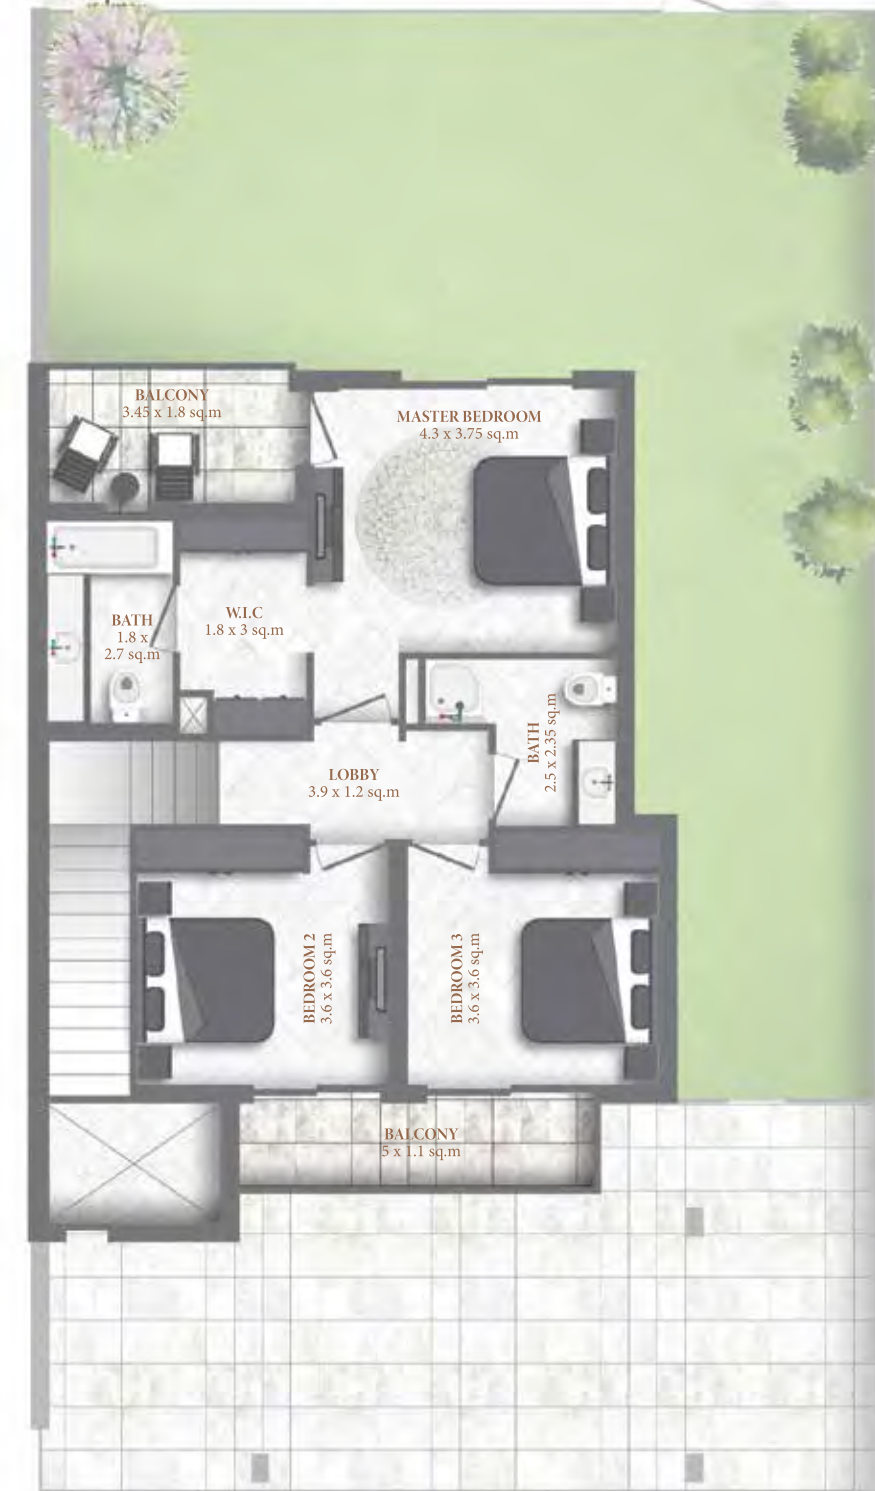 BALCONY
3.45 x 1.8 sq.m
MASTER BEDROOM
4.3 x 3.75 sq.m
BATH
1.8 x
2.7 sq.m
W.I.C
1.8 x 3 sq.m
BATH
2.5 x 2.35 sq.m
LOBBY
3.9 x 1.2 sq.m
BEDROOM 2
3.6 x 3.6 sq.m
BEDROOM 3
3.6 x 3.6 sq.m
BALCONY
5 x 1.1 sq.m